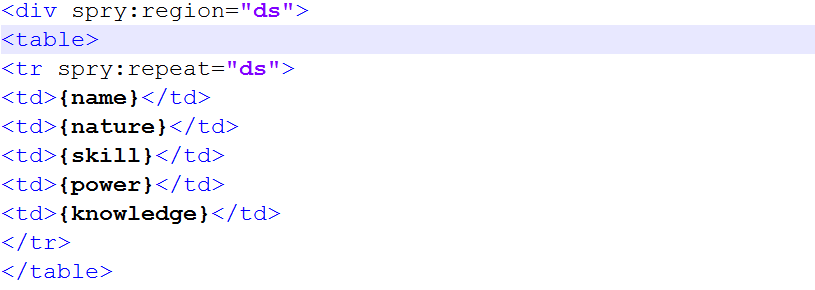 <div spry:region="ds">
<table>
<tr spry:repeat="ds">
<td>{name}</td>
<td>{nature}</td>
<td>{skill}</td>
<td>{power}</td>
<td>{knowledge}</td>
</tr>
</table>